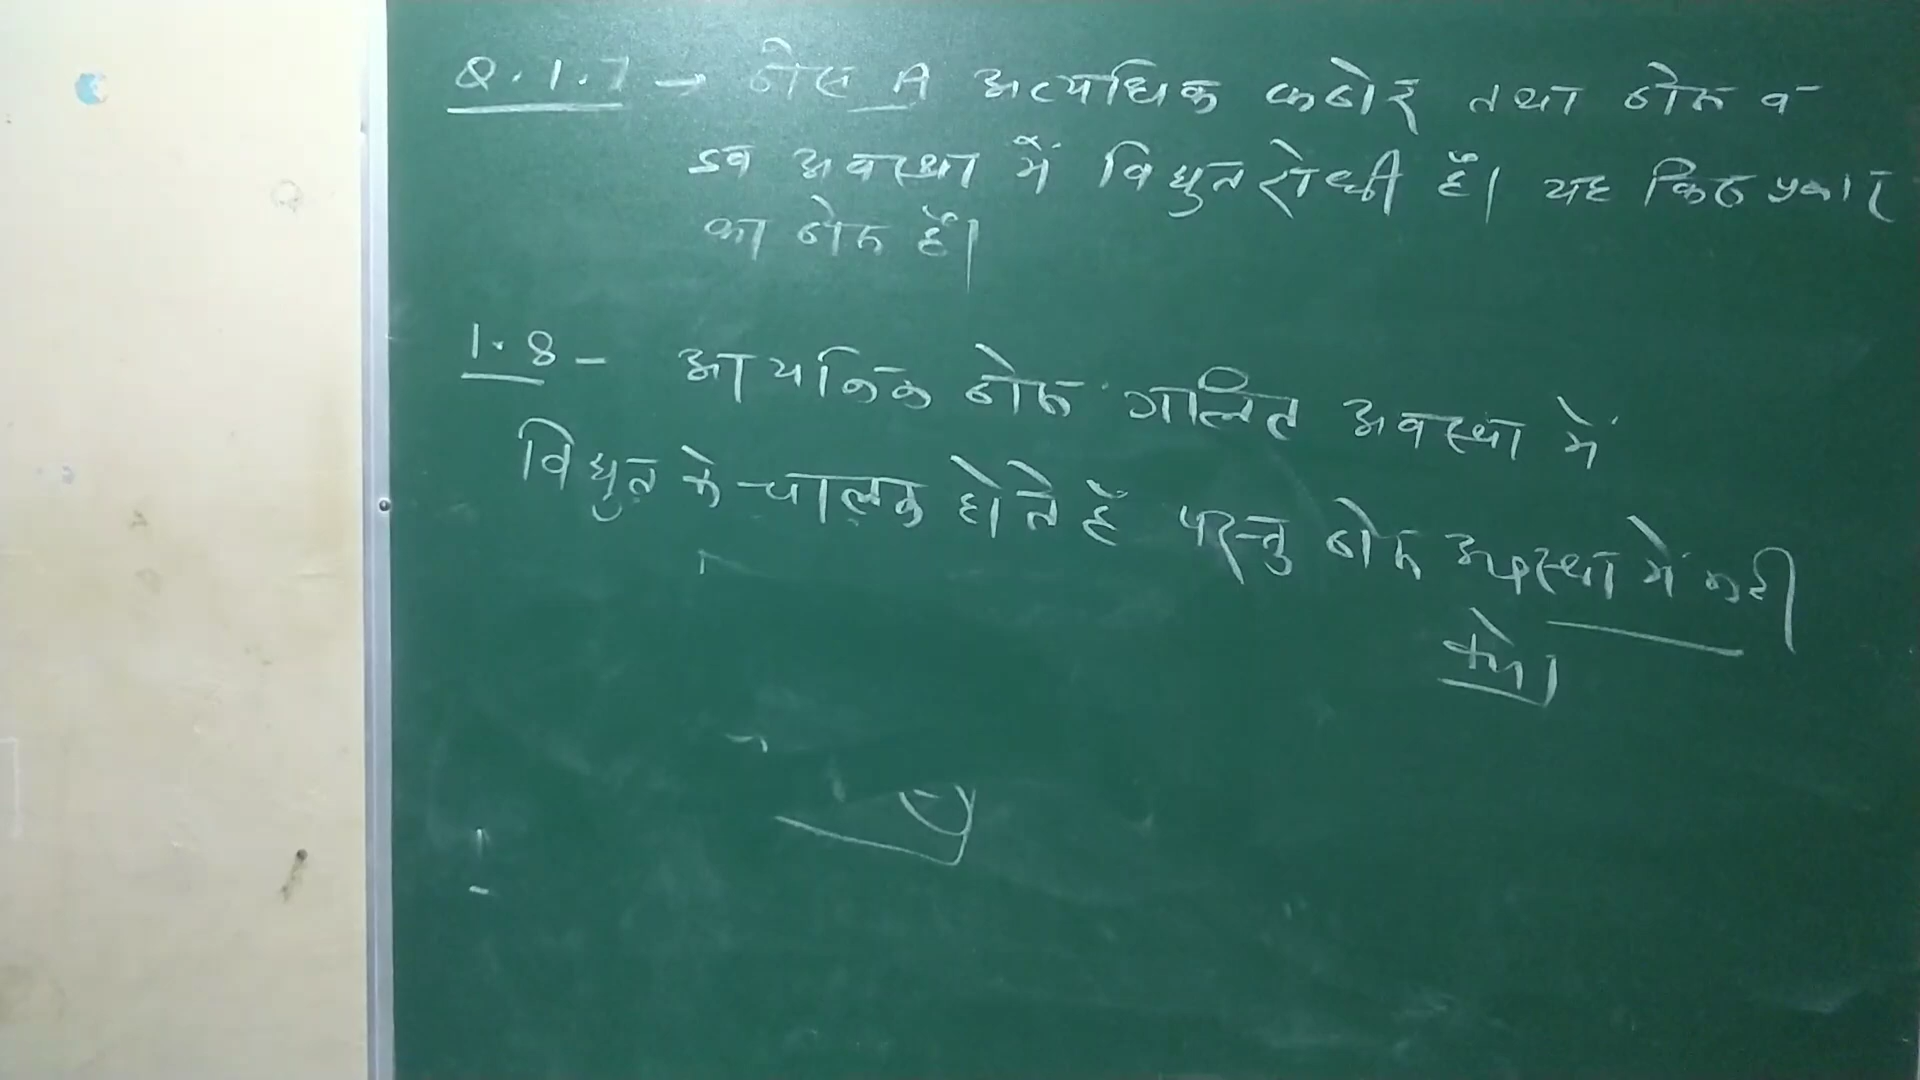 Q.1.7 → ठोस A अत्यधिक कठोर तथा ठोस व
द्रव अवस्था में विद्युतरोधी है। यह किस प्रकार
का ठोस है।
1.8 - आयनिक ठोस गलित अवस्था में
विद्युत के चालक होते हैं परन्तु ठोस अवस्था में नही
क्यों।